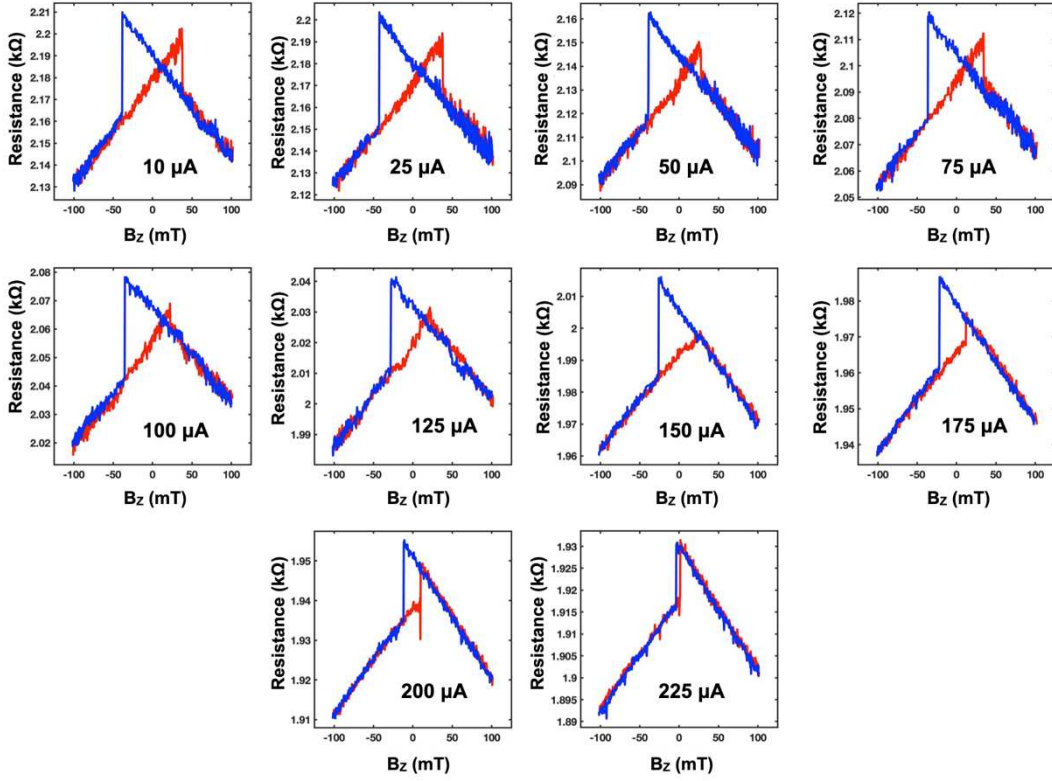 2.21
2.2
2.19
2.18
2.17
2.16
2.15
2.14
2.13
Resistance (kΩ)
10 µA
-100 -50 0 50 100
B_Z (mT)
2.2
2.19
2.18
2.17
2.16
2.15
2.14
2.13
2.12
Resistance (kΩ)
25 µA
-100 -50 0 50 100
B_Z (mT)
2.16
2.15
2.14
2.13
2.12
2.11
2.1
2.09
Resistance (kΩ)
50 µA
-100 -50 0 50 100
B_Z (mT)
2.12
2.11
2.1
2.09
2.08
2.07
2.06
2.05
Resistance (kΩ)
75 µA
-100 -50 0 50 100
B_Z (mT)
2.08
2.07
2.06
2.05
2.04
2.03
2.02
Resistance (kΩ)
100 µA
-100 -50 0 50 100
B_Z (mT)
2.04
2.03
2.02
2.01
2
1.99
Resistance (kΩ)
125 µA
-100 -50 0 50 100
B_Z (mT)
2.01
2
1.99
1.98
1.97
1.96
Resistance (kΩ)
150 µA
-100 -50 0 50 100
B_Z (mT)
1.98
1.97
1.96
1.95
1.94
Resistance (kΩ)
175 µA
-100 -50 0 50 100
B_Z (mT)
1.95
1.94
1.93
1.92
1.91
Resistance (kΩ)
200 µA
-100 -50 0 50 100
B_Z (mT)
1.93
1.925
1.92
1.915
1.91
1.905
1.9
1.895
1.89
Resistance (kΩ)
225 µA
-100 -50 0 50 100
B_Z (mT)